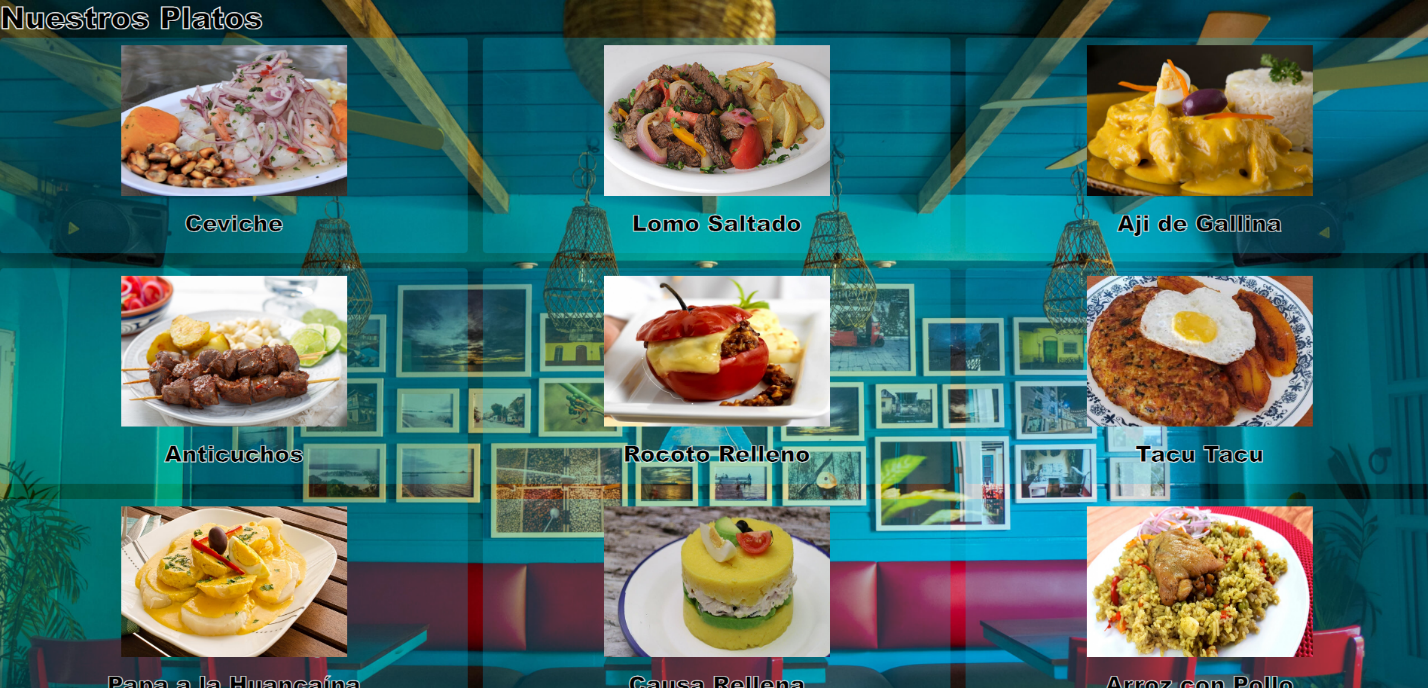 Nuestros Platos
Ceviche
Lomo Saltado
Aji de Gallina
Anticuchos
Rocoto Relleno
Tacu Tacu
Papa a la Huancaína
Causa Rellena
Arroz con Pollo